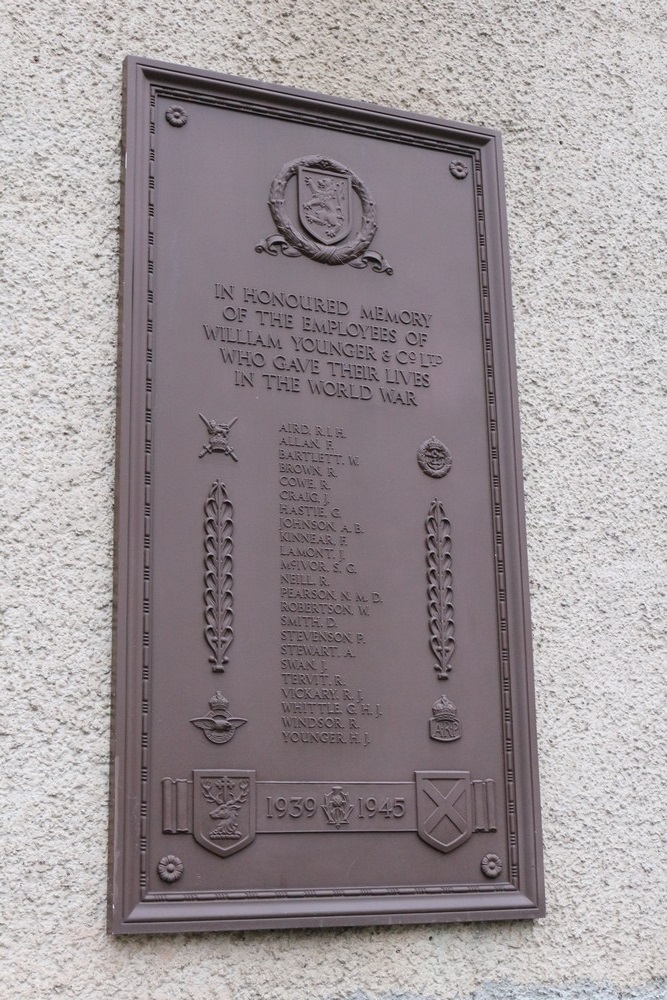 IN HONOURED MEMORY
OF THE EMPLOYEES OF
WILLIAM YOUNGER & Co LTD
WHO GAVE THEIR LIVES
IN THE WORLD WAR
AIRD, R. I. H.
ALLAN, F.
BARTLETT, W.
BROWN, R.
COWE, R.
CRAIG, J.
HASTIE, G.
JOHNSON, A. B.
KINNEAR, F.
LAMONT, J.
McIVOR, S. G.
NEILL, R.
PEARSON, N. M. D.
ROBERTSON, W.
SMITH, D.
STEVENSON, P.
STEWART, A.
SWAN, J.
TERVIT, R.
VICKARY, R. J.
WHITTLE, G. H. J.
WINDSOR, R.
YOUNGER, H. J.
ARP
1939 1945